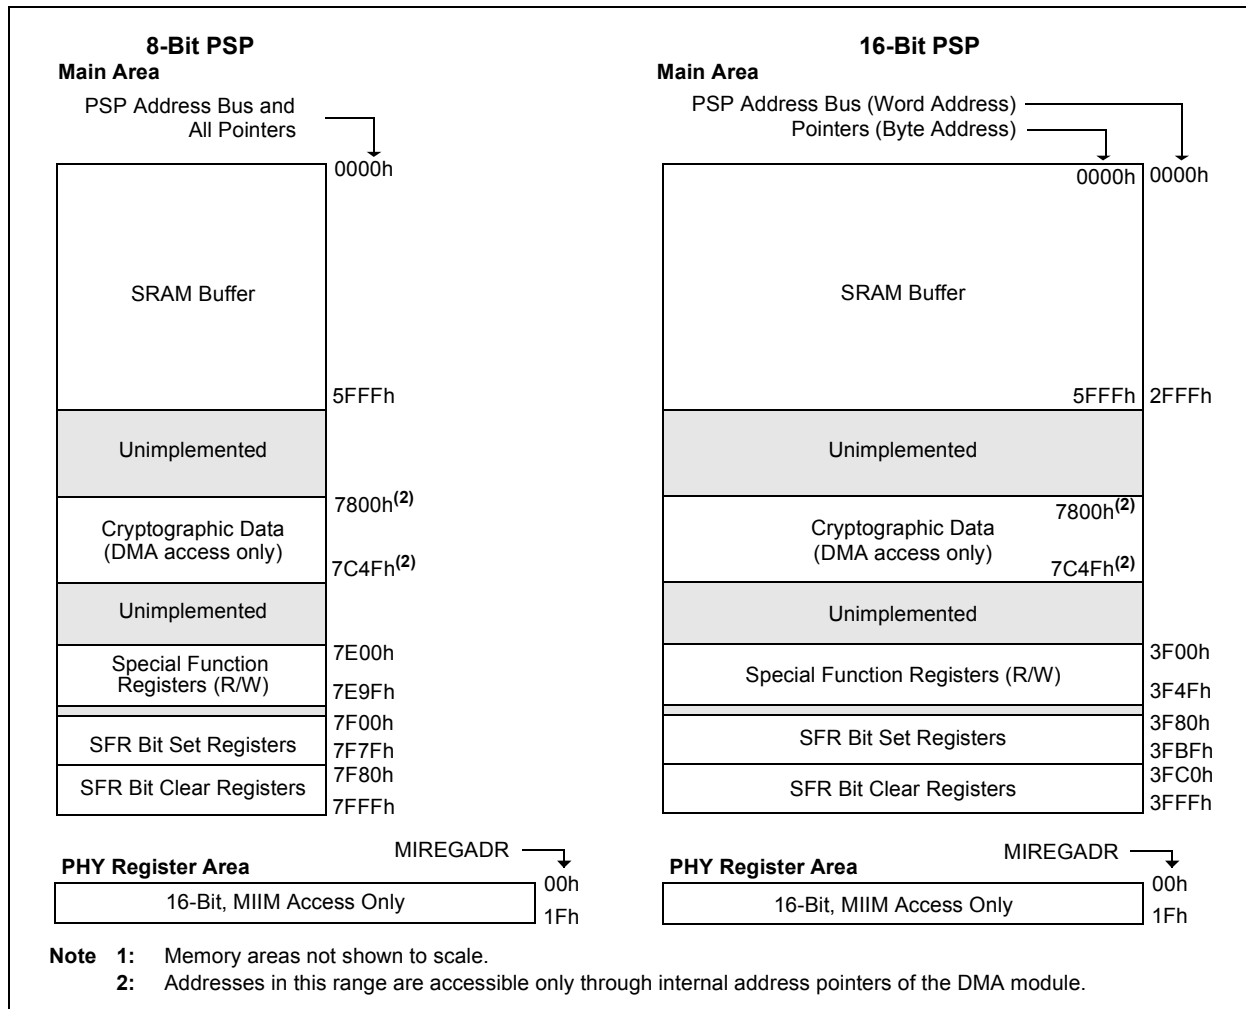 8-Bit PSP
Main Area
PSP Address Bus and
All Pointers
0000h
SRAM Buffer
5FFFh
Unimplemented
7800h(2)
Cryptographic Data
(DMA access only)
7C4Fh(2)
Unimplemented
7E00h
Special Function
Registers (R/W)
7E9Fh
7F00h
SFR Bit Set Registers
7F7Fh
7F80h
SFR Bit Clear Registers
7FFFh
PHY Register Area
MIREGADR
00h
16-Bit, MIIM Access Only
1Fh
16-Bit PSP
Main Area
PSP Address Bus (Word Address)
Pointers (Byte Address)
0000h 0000h
SRAM Buffer
5FFFh 2FFFh
Unimplemented
7800h(2)
Cryptographic Data
(DMA access only)
7C4Fh(2)
Unimplemented
3F00h
Special Function Registers (R/W)
3F4Fh
3F80h
SFR Bit Set Registers
3FBFh
3FC0h
SFR Bit Clear Registers
3FFFh
PHY Register Area
MIREGADR
00h
16-Bit, MIIM Access Only
1Fh
Note 1: Memory areas not shown to scale.
2: Addresses in this range are accessible only through internal address pointers of the DMA module.